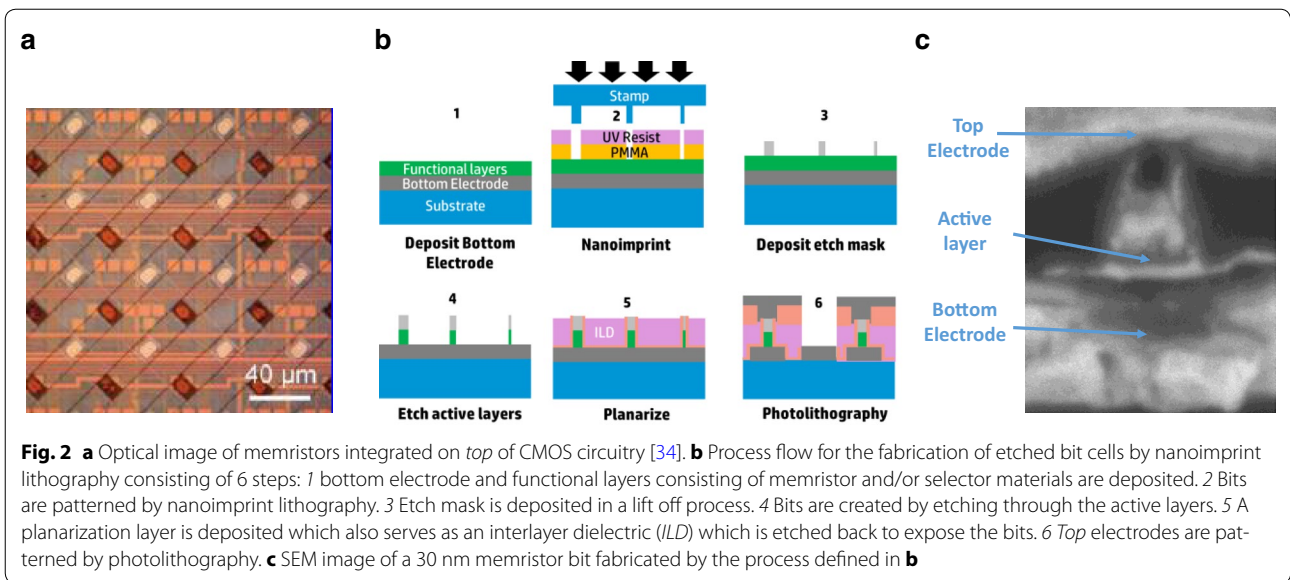 a
b
c
1
Functional layers
Bottom Electrode
Substrate
Deposit Bottom
Electrode
Stamp
2
UV Resist
PMMA
Nanoimprint
3
Deposit etch mask
4
Etch active layers
5
ILD
Planarize
6
Photolithography
40 μm
Top
Electrode
Active
layer
Bottom
Electrode
Fig. 2 a Optical image of memristors integrated on top of CMOS circuitry [34]. b Process flow for the fabrication of etched bit cells by nanoimprint
lithography consisting of 6 steps: 1 bottom electrode and functional layers consisting of memristor and/or selector materials are deposited. 2 Bits
are patterned by nanoimprint lithography. 3 Etch mask is deposited in a lift off process. 4 Bits are created by etching through the active layers. 5 A
planarization layer is deposited which also serves as an interlayer dielectric (ILD) which is etched back to expose the bits. 6 Top electrodes are pat-
terned by photolithography. c SEM image of a 30 nm memristor bit fabricated by the process defined in b